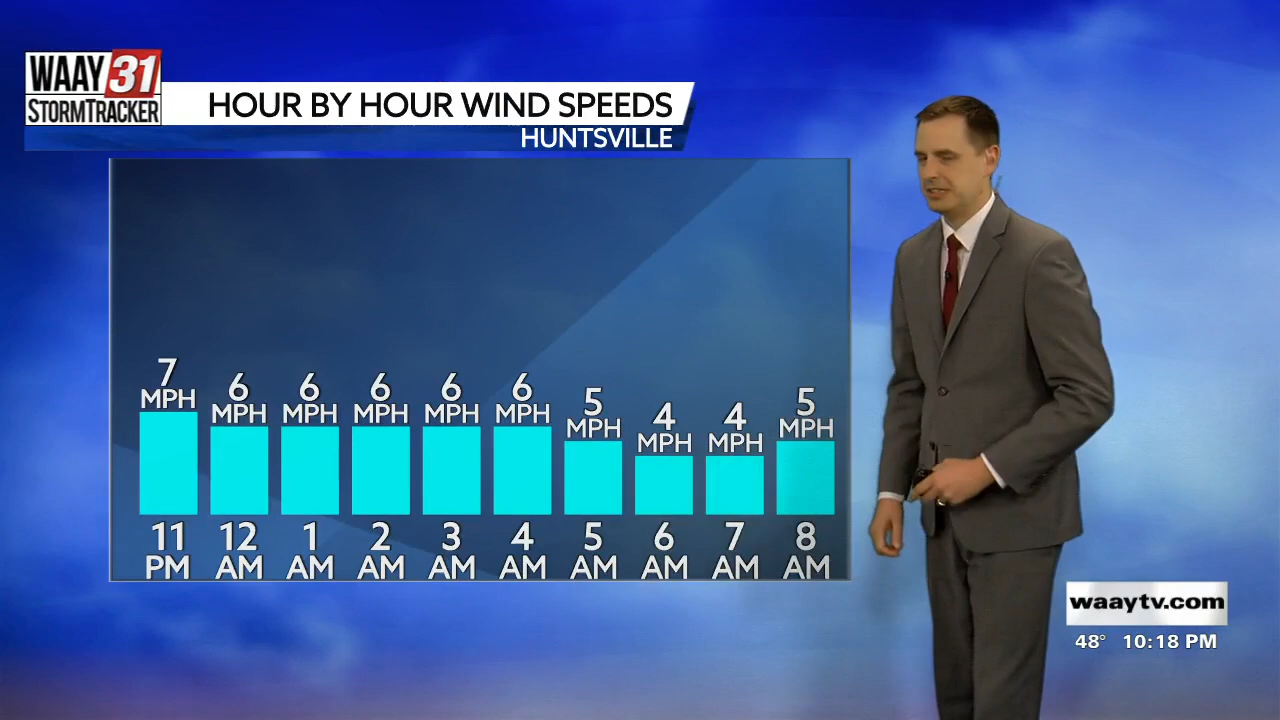 WAAY 31
STORMTRACKER
HOUR BY HOUR WIND SPEEDS
HUNTSVILLE
7 6 6 6 6 6 5 4 4 5
MPH MPH MPH MPH MPH MPH MPH MPH MPH MPH
11 12 1 2 3 4 5 6 7 8
PM AM AM AM AM AM AM AM AM AM
waaytv.com
48° 10:18 PM